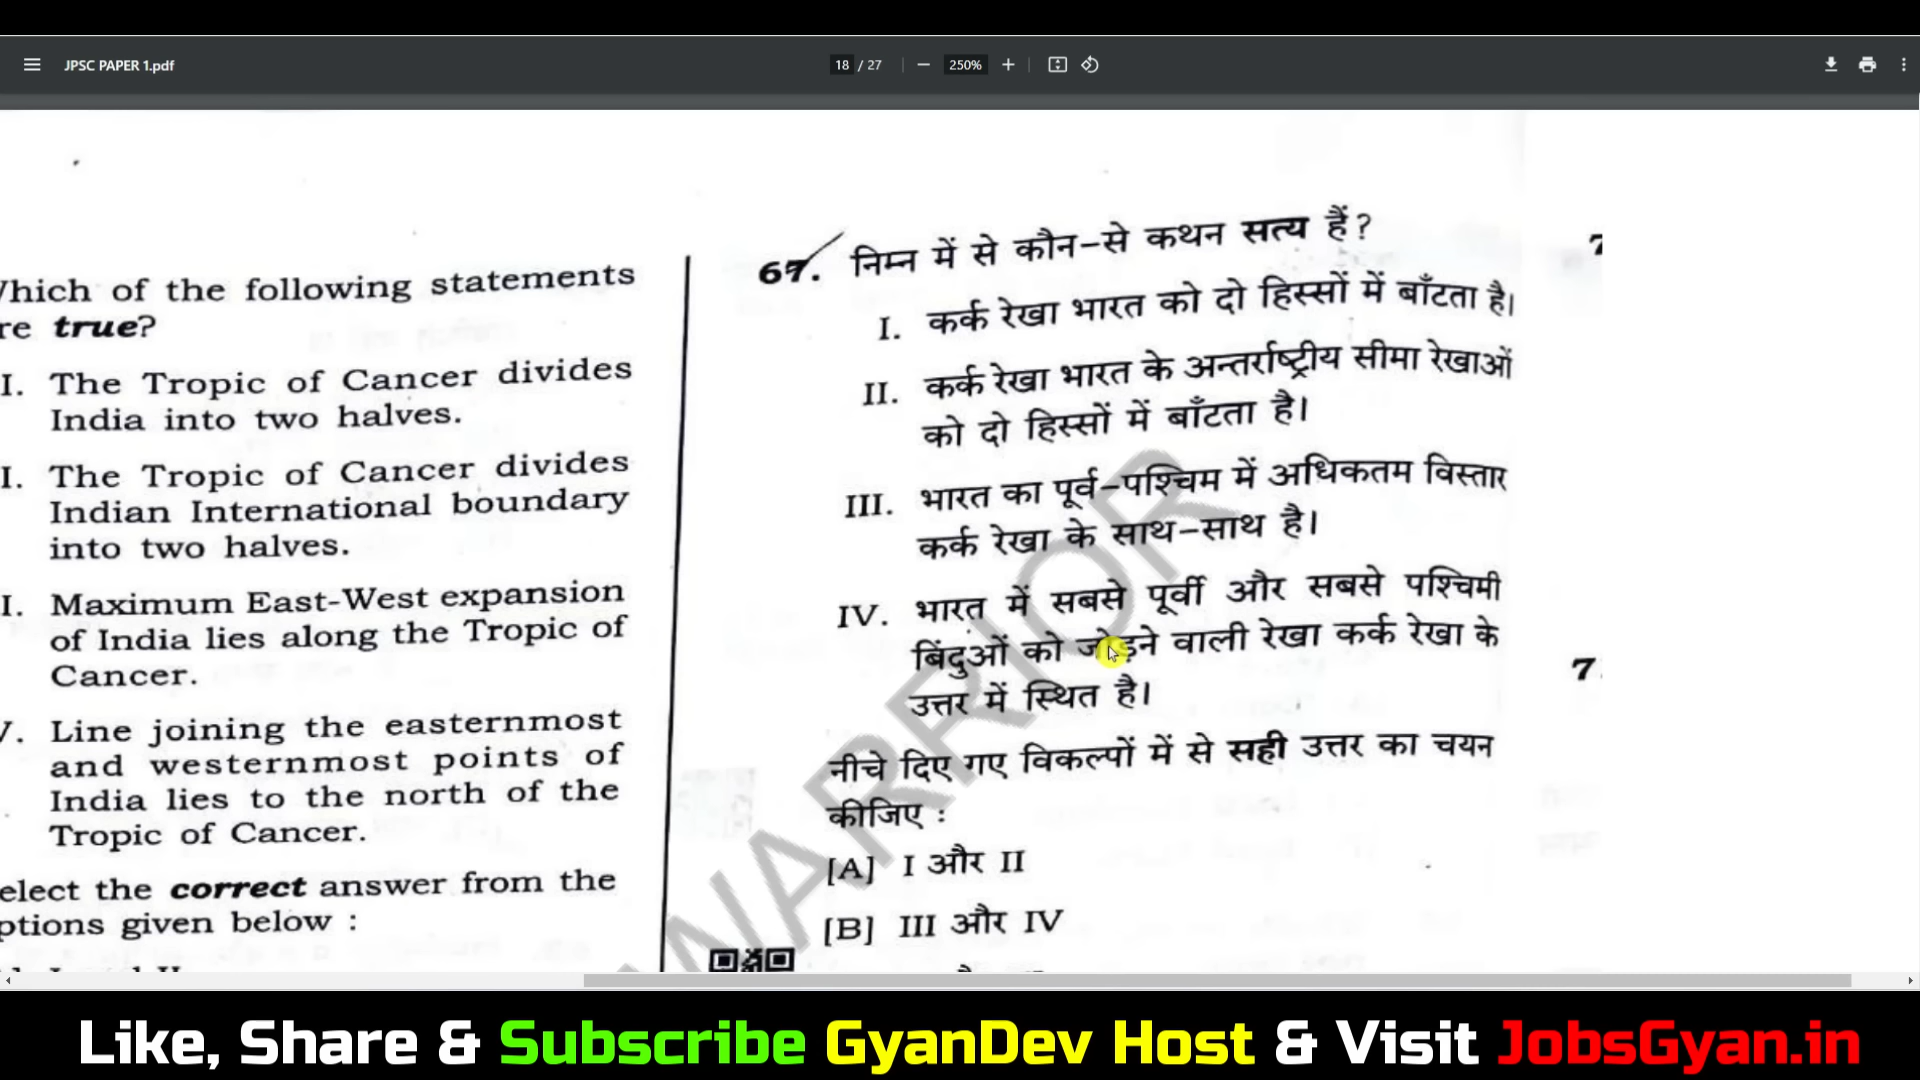 JPSC PAPER 1.pdf
18 / 27
250%
Which of the following statements
are true?
I. The Tropic of Cancer divides
India into two halves.
I. The Tropic of Cancer divides
Indian International boundary
into two halves.
I. Maximum East-West expansion
of India lies along the Tropic of
Cancer.
V. Line joining the easternmost
and westernmost points of
India lies to the north of the
Tropic of Cancer.
elect the correct answer from the
ptions given below :
67. निम्न में से कौन-से कथन सत्य हैं?
I. कर्क रेखा भारत को दो हिस्सों में बाँटता है।
II. कर्क रेखा भारत के अन्तर्राष्ट्रीय सीमा रेखाओं
को दो हिस्सों में बाँटता है।
III. भारत का पूर्व-पश्चिम में अधिकतम विस्तार
कर्क रेखा के साथ-साथ है।
IV. भारत में सबसे पूर्वी और सबसे पश्चिमी
बिंदुओं को जोड़ने वाली रेखा कर्क रेखा के
उत्तर में स्थित है।
नीचे दिए गए विकल्पों में से सही उत्तर का चयन
कीजिए :
[A] I और II
[B] III और IV
7
7
WARRIOR
Like, Share & Subscribe GyanDev Host & Visit JobsGyan.in